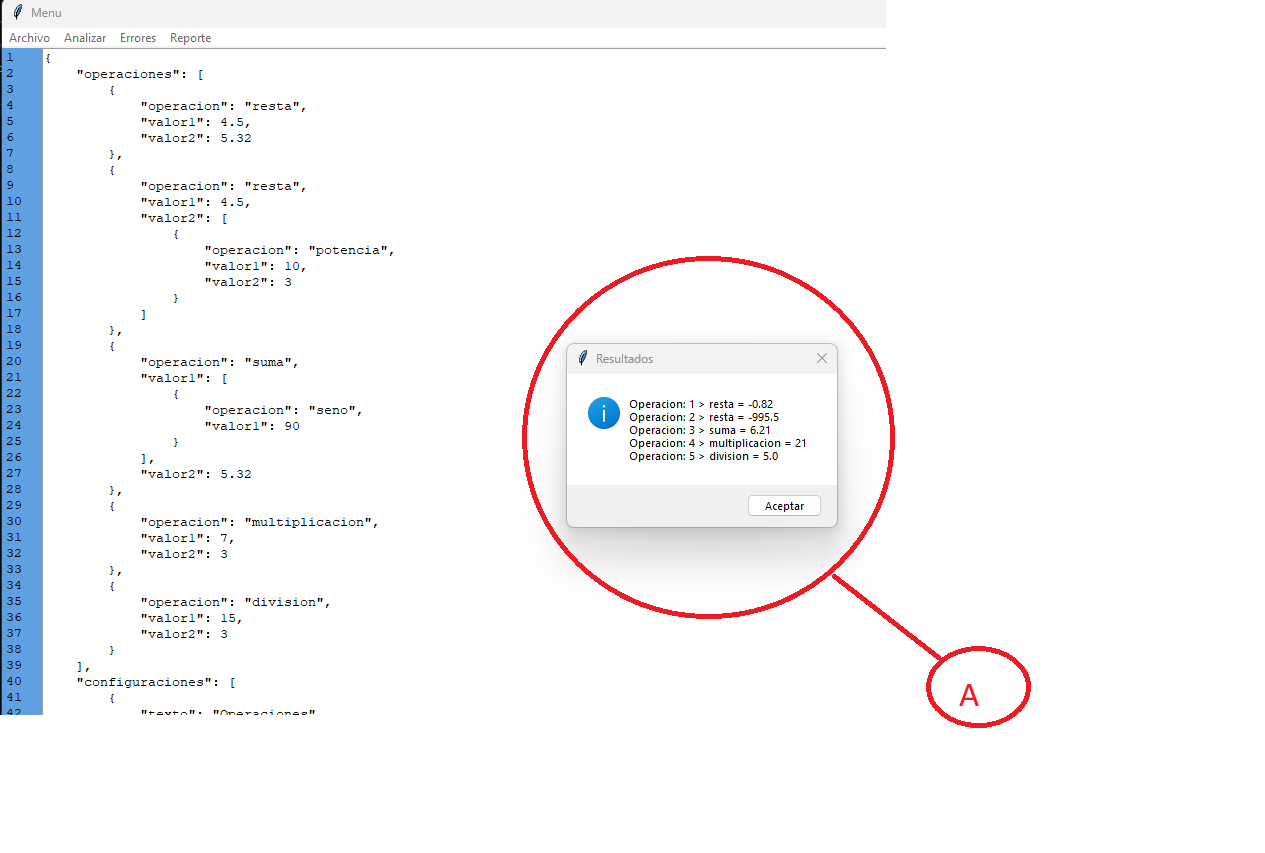 Menu
Archivo Analizar Errores Reporte
1 {
2 "operaciones": [
3 {
4 "operacion": "resta",
5 "valor1": 4.5,
6 "valor2": 5.32
7 },
8 {
9 "operacion": "resta",
10 "valor1": 4.5,
11 "valor2": [
12 {
13 "operacion": "potencia",
14 "valor1": 10,
15 "valor2": 3
16 }
17 ]
18 },
19 {
20 "operacion": "suma",
21 "valor1": [
22 {
23 "operacion": "seno",
24 "valor1": 90
25 }
26 ],
27 "valor2": 5.32
28 },
29 {
30 "operacion": "multiplicacion",
31 "valor1": 7,
32 "valor2": 3
33 },
34 {
35 "operacion": "division",
36 "valor1": 15,
37 "valor2": 3
38 }
39 ],
40 "configuraciones": [
41 {
42 "texto": "Operaciones"
Resultados
Operacion: 1 > resta = -0.82
Operacion: 2 > resta = -995.5
Operacion: 3 > suma = 6.21
Operacion: 4 > multiplicacion = 21
Operacion: 5 > division = 5.0
Aceptar
A